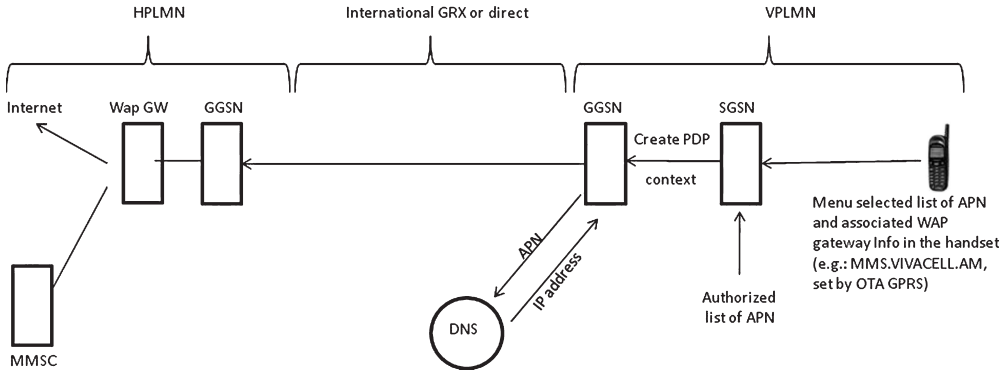 HPLMN
International GRX or direct
VPLMN
Internet
Wap GW
GGSN
GGSN
SGSN
Create PDP
context
Menu selected list of APN
and associated WAP
gateway Info in the handset
(e.g.: MMS.VIVACELL.AM,
set by OTA GPRS)
APN
IP address
Authorized
list of APN
DNS
MMSC